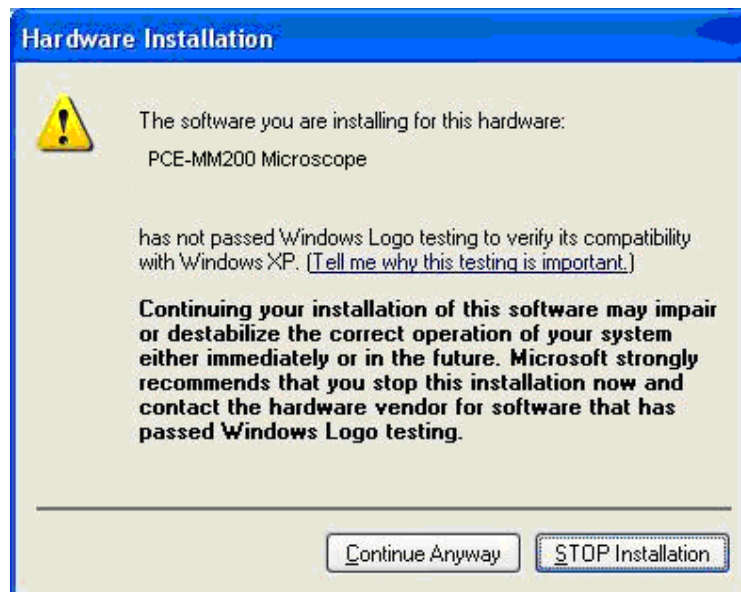 Hardware Installation
The software you are installing for this hardware:
PCE-MM200 Microscope
has not passed Windows Logo testing to verify its compatibility
with Windows XP. (Tell me why this testing is important.)
Continuing your installation of this software may impair
or destabilize the correct operation of your system
either immediately or in the future. Microsoft strongly
recommends that you stop this installation now and
contact the hardware vendor for software that has
passed Windows Logo testing.
Continue Anyway STOP Installation